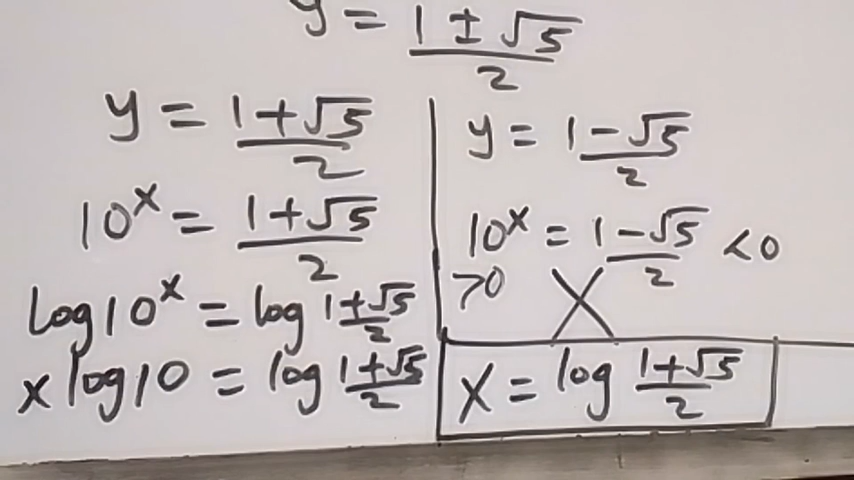 y = (1 ± √5)/2
y = (1 + √5)/2
10^x = (1 + √5)/2
log 10^x = log (1 + √5)/2
x log 10 = log (1 + √5)/2
y = (1 − √5)/2
10^x = (1 − √5)/2 < 0
> 0 X
x = log (1 + √5)/2